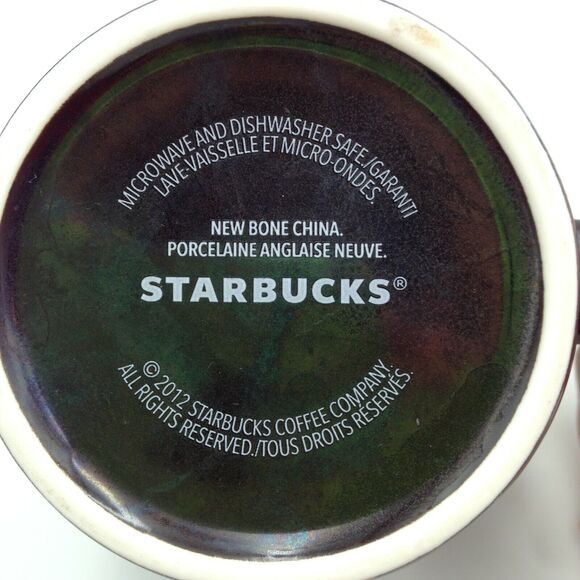 MICROWAVE AND DISHWASHER SAFE./GARANTI
LAVE-VAISSELLE ET MICRO-ONDES.
NEW BONE CHINA.
PORCELAINE ANGLAISE NEUVE.
STARBUCKS®
© 2012 STARBUCKS COFFEE COMPANY.
ALL RIGHTS RESERVED./TOUS DROITS RÉSERVÉS.